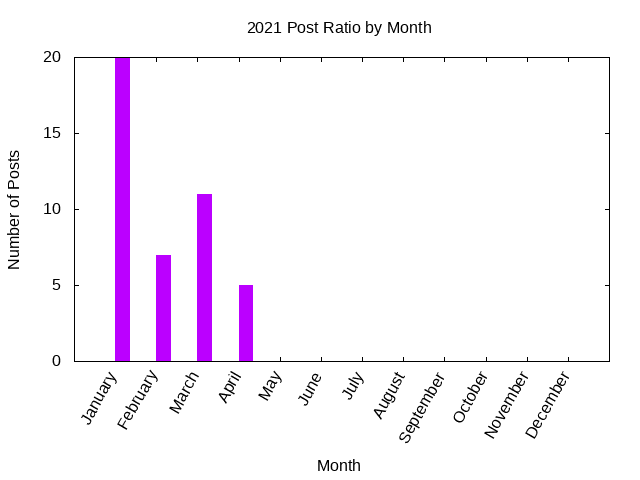 2021 Post Ratio by Month
20
15
10
5
0
Number of Posts
January
February
March
April
May
June
July
August
September
October
November
December
Month